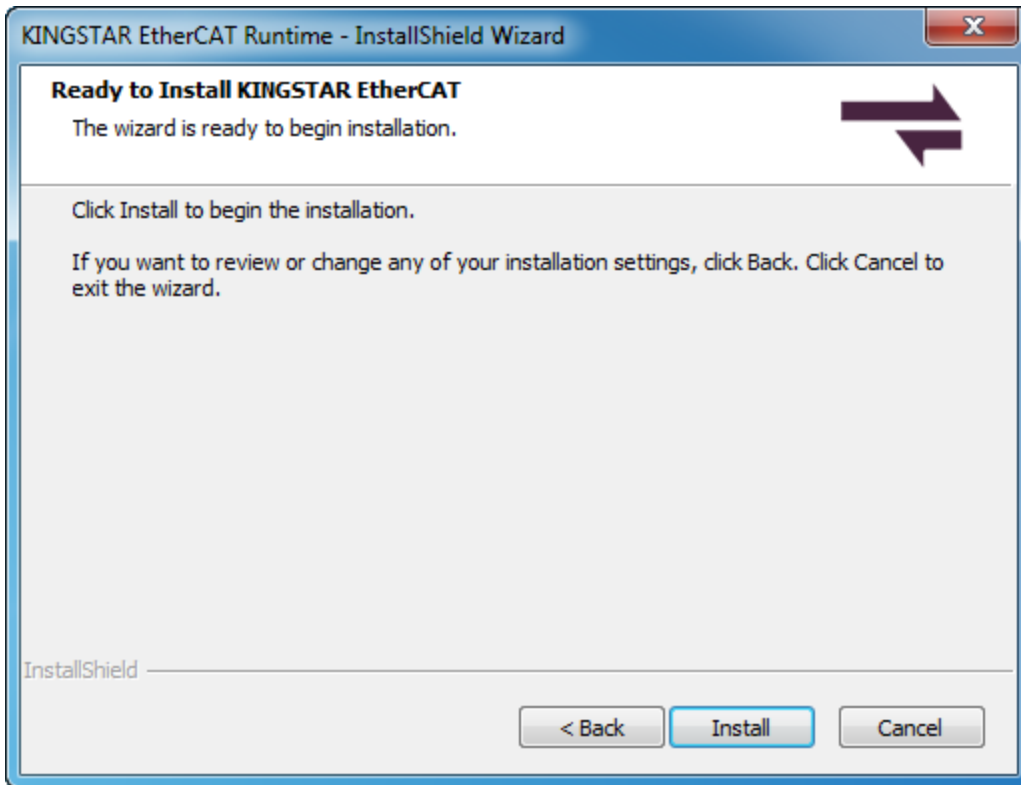 KINGSTAR EtherCAT Runtime - InstallShield Wizard
Ready to Install KINGSTAR EtherCAT
The wizard is ready to begin installation.
Click Install to begin the installation.
If you want to review or change any of your installation settings, click Back. Click Cancel to
exit the wizard.
InstallShield
< Back
Install
Cancel